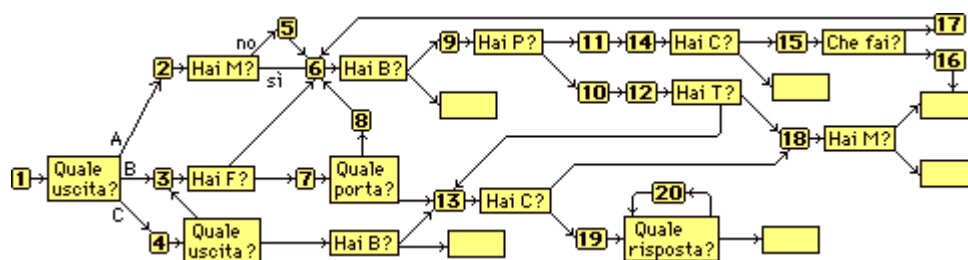 5
17
no
2
Hai M?
sì
6
Hai B?
9
Hai P?
11
14
Hai C?
15
Che fai?
16
10
12
Hai T?
8
18
Hai M?
A
1
Quale
uscita?
B
3
Hai F?
7
Quale
porta?
13
Hai C?
20
C
4
Quale
uscita?
Hai B?
19
Quale
risposta?